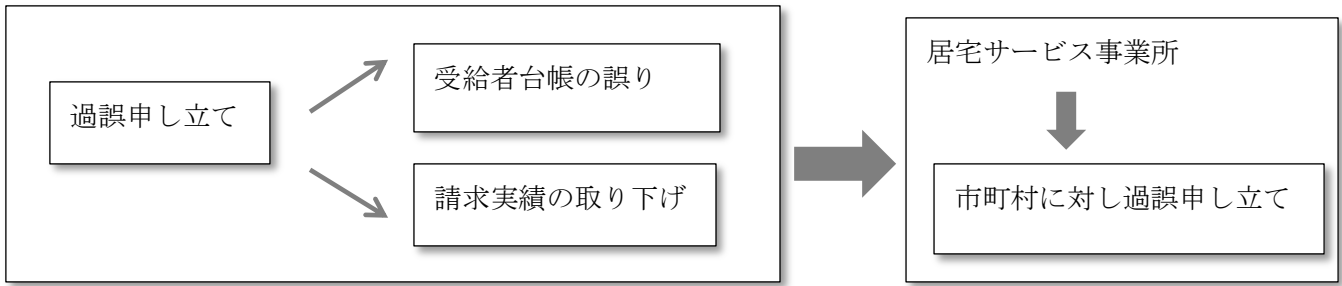 過誤申し立て
受給者台帳の誤り
請求実績の取り下げ
居宅サービス事業所
市町村に対し過誤申し立て